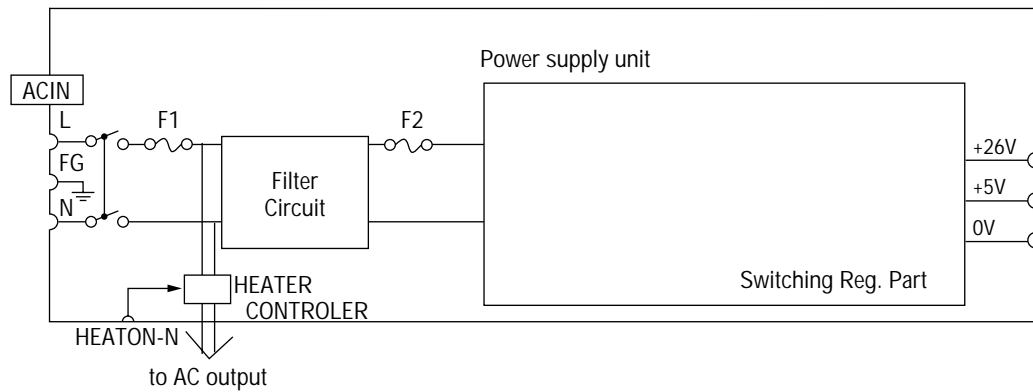 Power supply unit
ACIN
L
F1
F2
FG
Filter
Circuit
N
+26V
+5V
0V
Switching Reg. Part
HEATER
CONTROLER
HEATON-N
to AC output